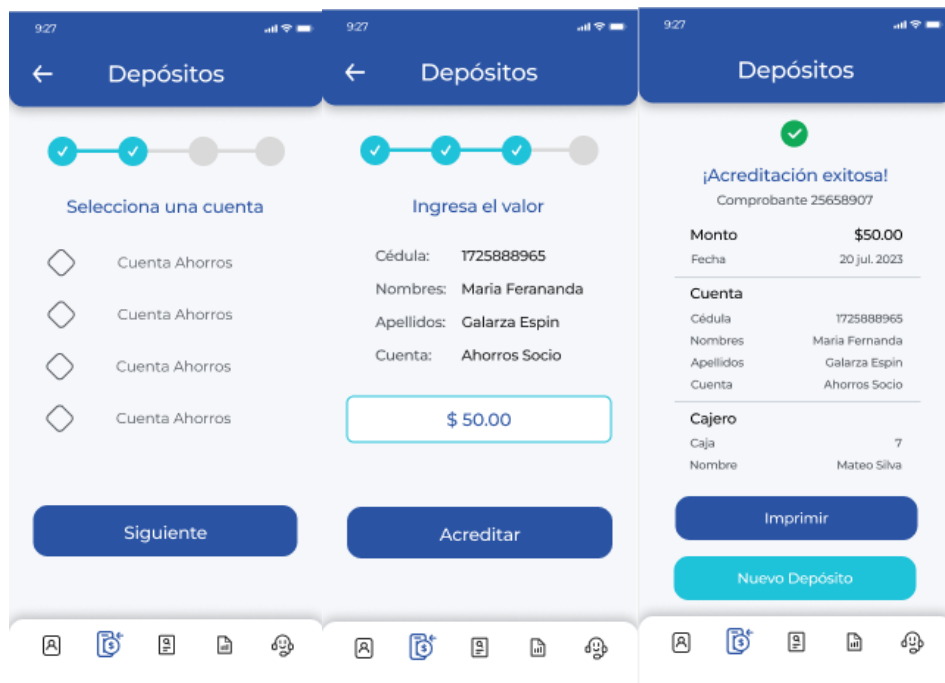 9:27
Depósitos
Selecciona una cuenta
Cuenta Ahorros
Cuenta Ahorros
Cuenta Ahorros
Cuenta Ahorros
Siguiente
9:27
Depósitos
Ingresa el valor
Cédula: 1725888965
Nombres: Maria Ferananda
Apellidos: Galarza Espin
Cuenta: Ahorros Socio
$ 50.00
Acreditar
9:27
Depósitos
¡Acreditación exitosa!
Comprobante 25658907
Monto $50.00
Fecha 20 jul. 2023
Cuenta
Cédula 1725888965
Nombres Maria Fernanda
Apellidos Galarza Espin
Cuenta Ahorros Socio
Cajero
Caja 7
Nombre Mateo Silva
Imprimir
Nuevo Depósito